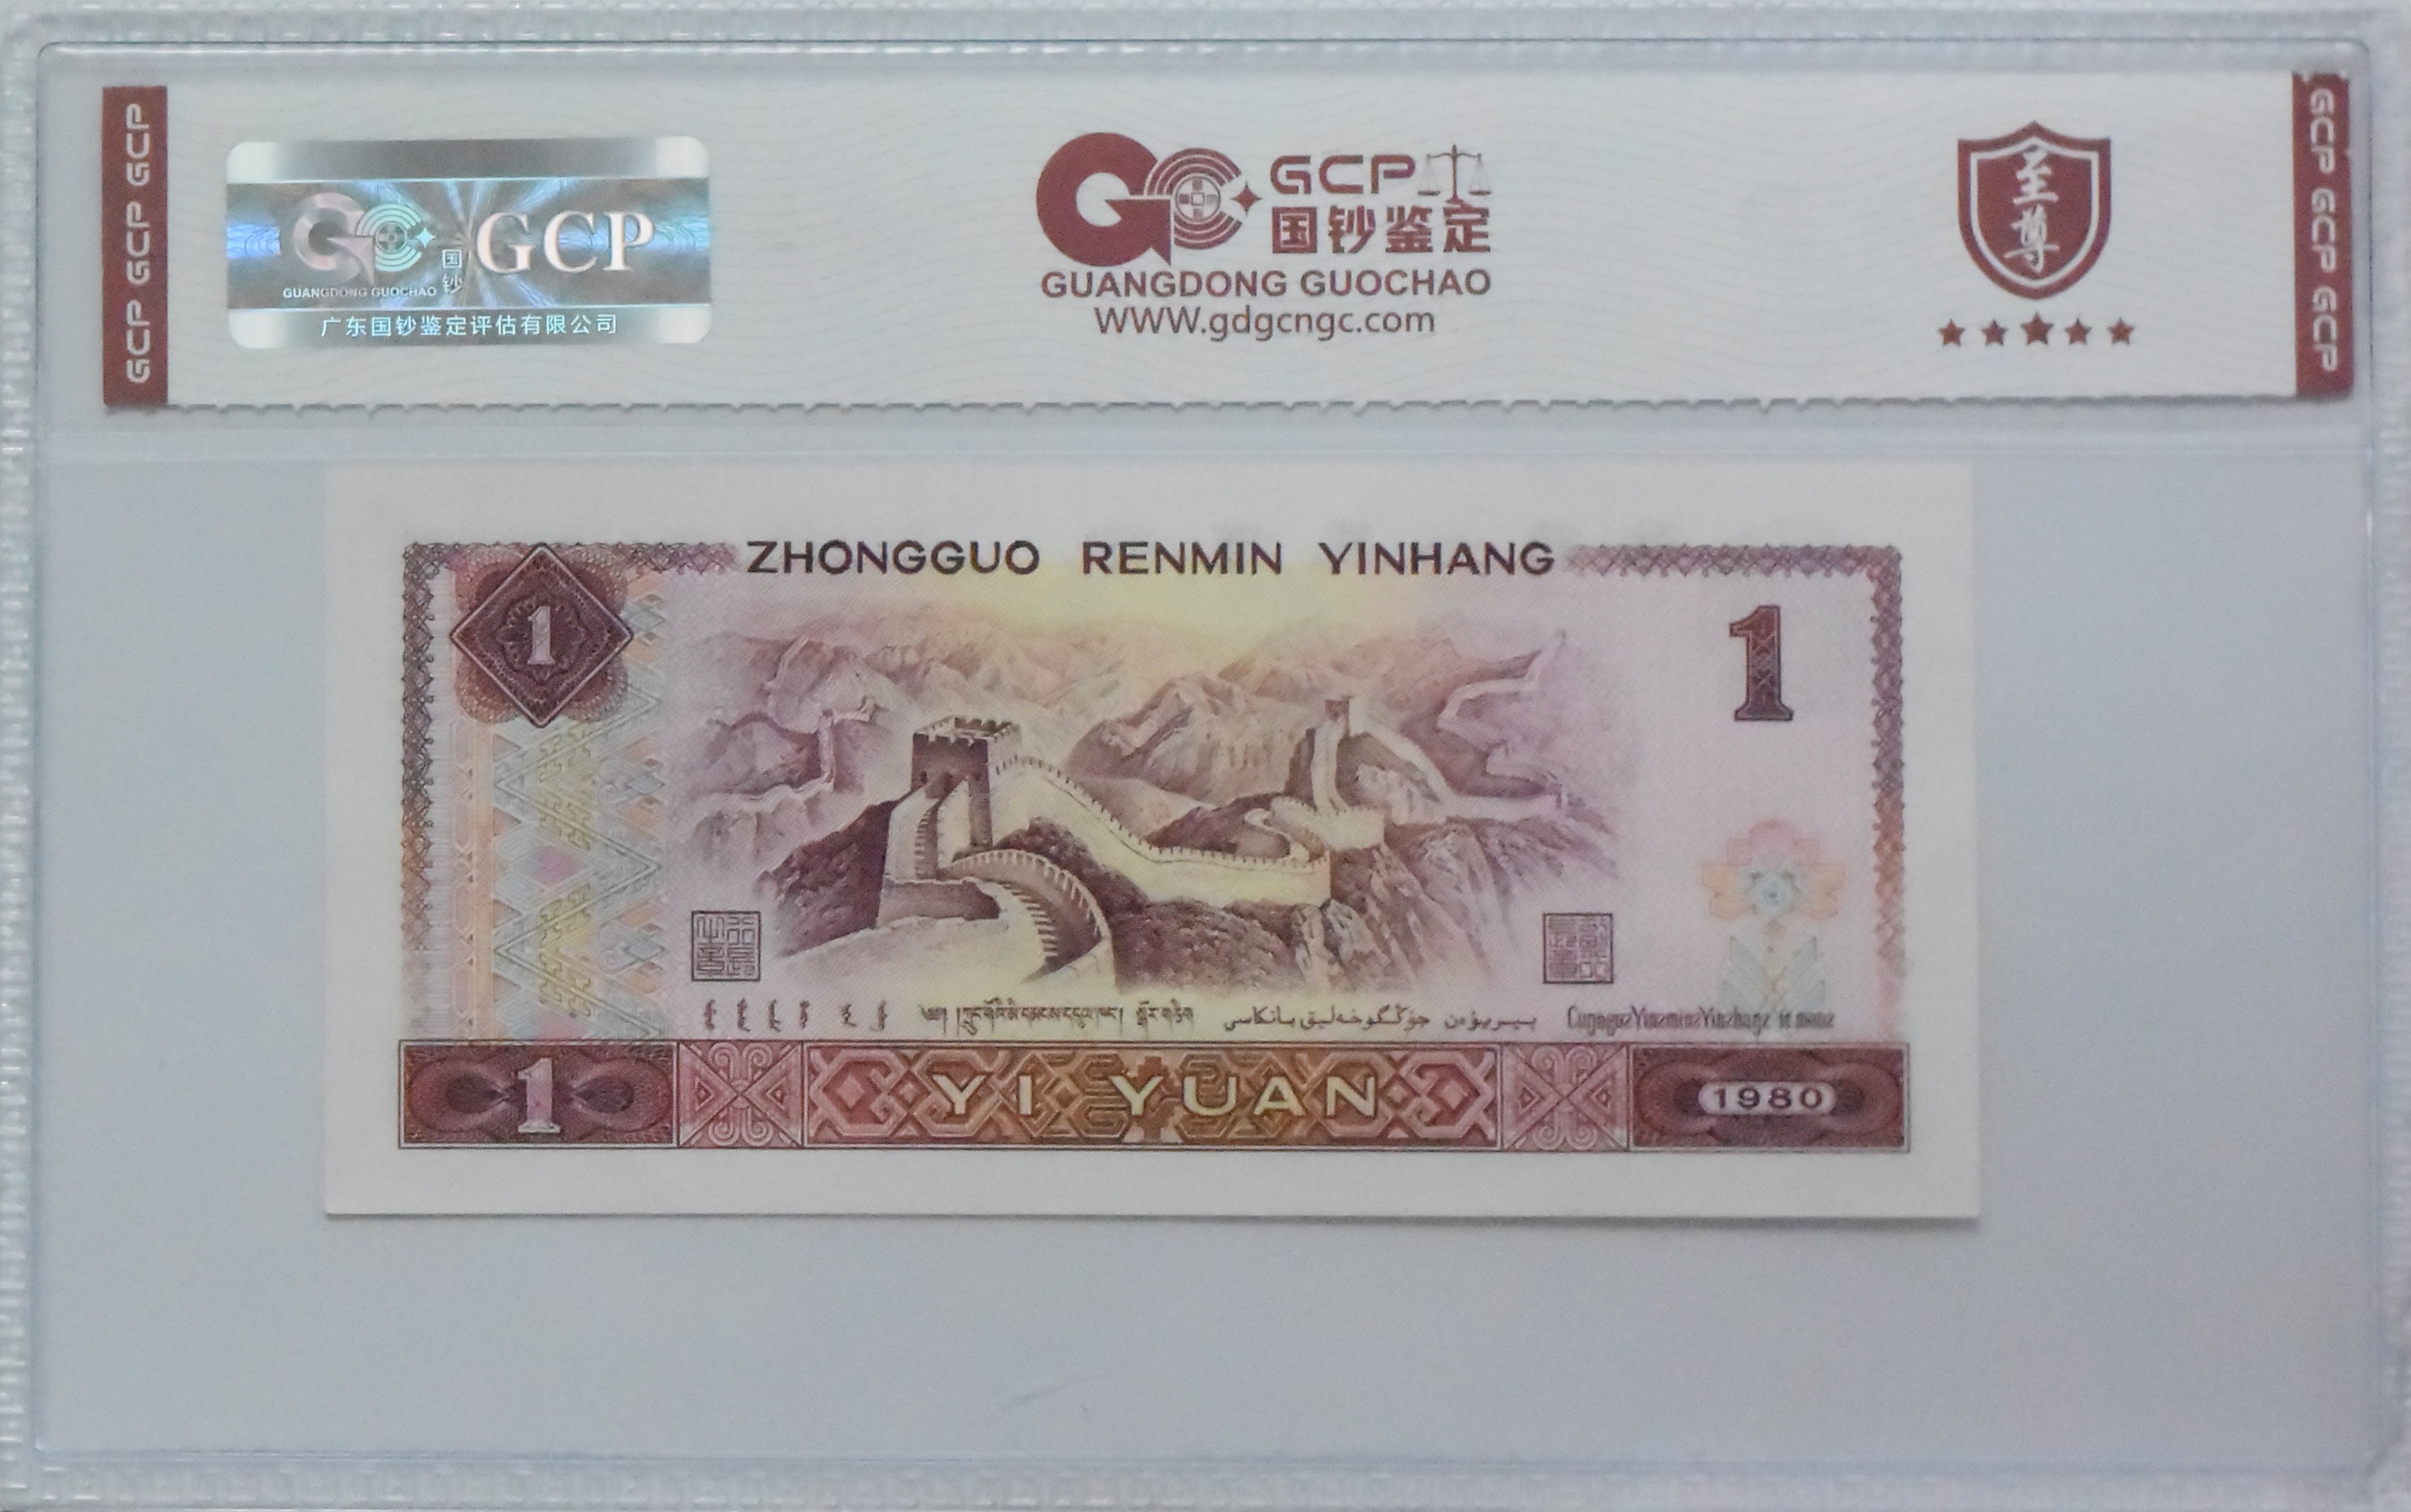 GCP GCP GCP
国钞
GCP
GUANGDONG GUOCHAO
广东国钞鉴定评估有限公司
GCP
国钞鉴定
GUANGDONG GUOCHAO
WWW.gdgcngc.com
至尊
GCP GCP GCP
ZHONGGUO RENMIN YINHANG
1
1
1
YI YUAN
1980